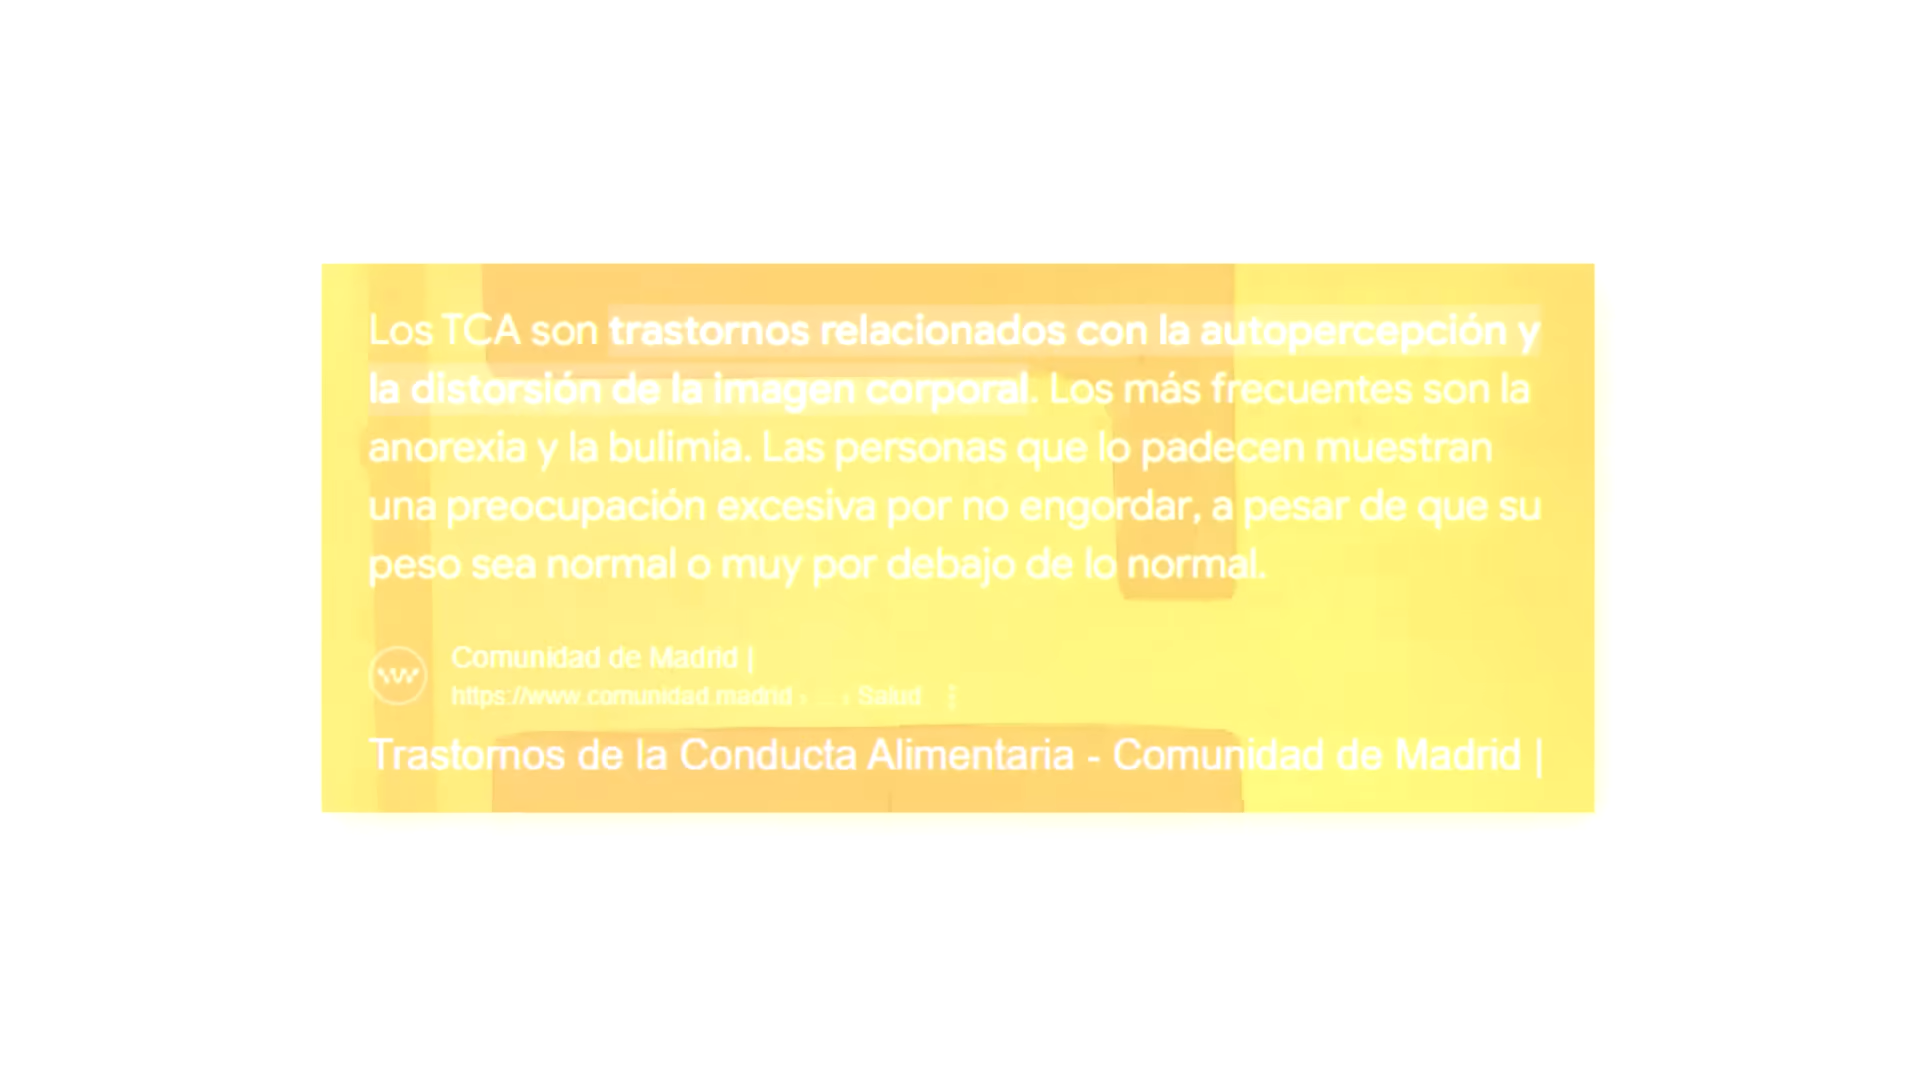 Los TCA son trastornos relacionados con la autopercepción y
la distorsión de la imagen corporal. Los más frecuentes son la
anorexia y la bulimia. Las personas que lo padecen muestran
una preocupación excesiva por no engordar, a pesar de que su
peso sea normal o muy por debajo de lo normal.
Comunidad de Madrid |
https://www.comunidad.madrid › ... › Salud
Trastornos de la Conducta Alimentaria - Comunidad de Madrid |